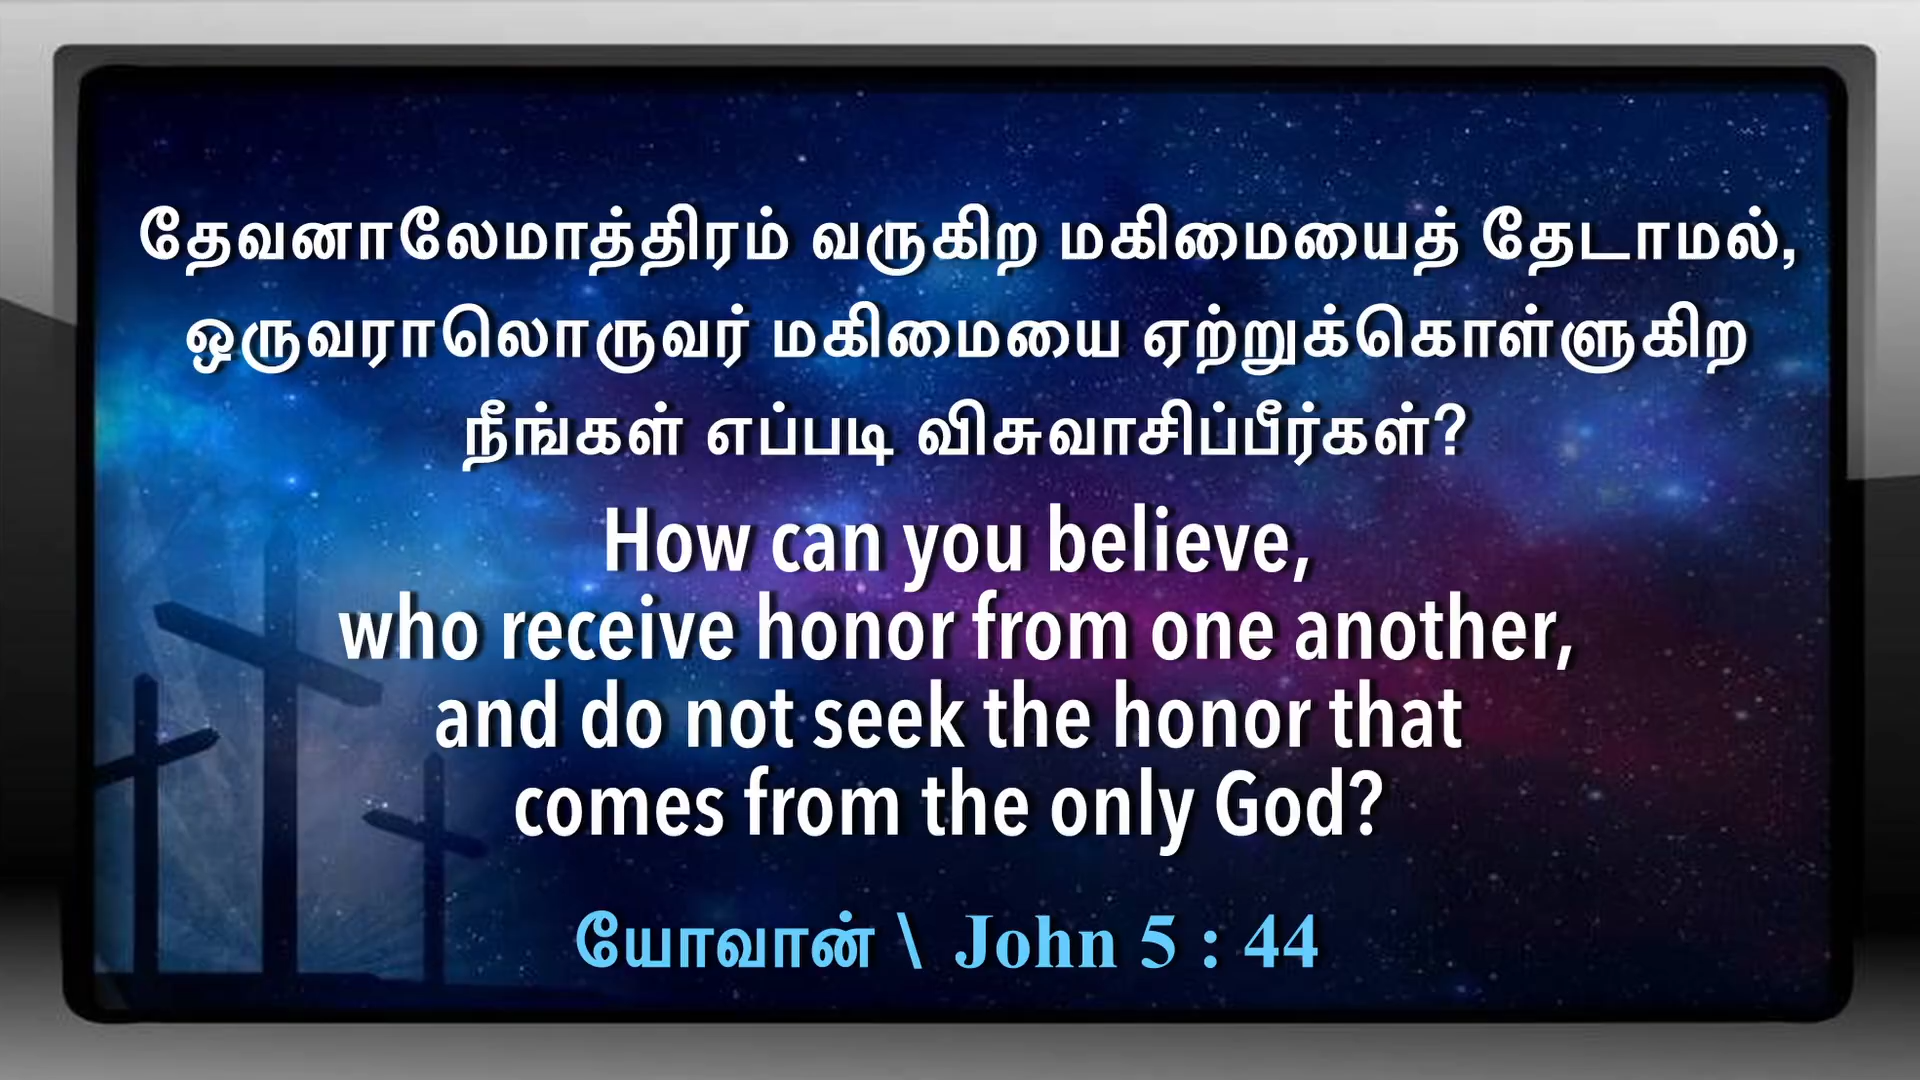 தேவனாலேமாத்திரம் வருகிற மகிமையைத் தேடாமல்,
ஒருவராலொருவர் மகிமையை ஏற்றுக்கொள்ளுகிற
நீங்கள் எப்படி விசுவாசிப்பீர்கள்?
How can you believe,
who receive honor from one another,
and do not seek the honor that
comes from the only God?
யோவான் \ John 5 : 44